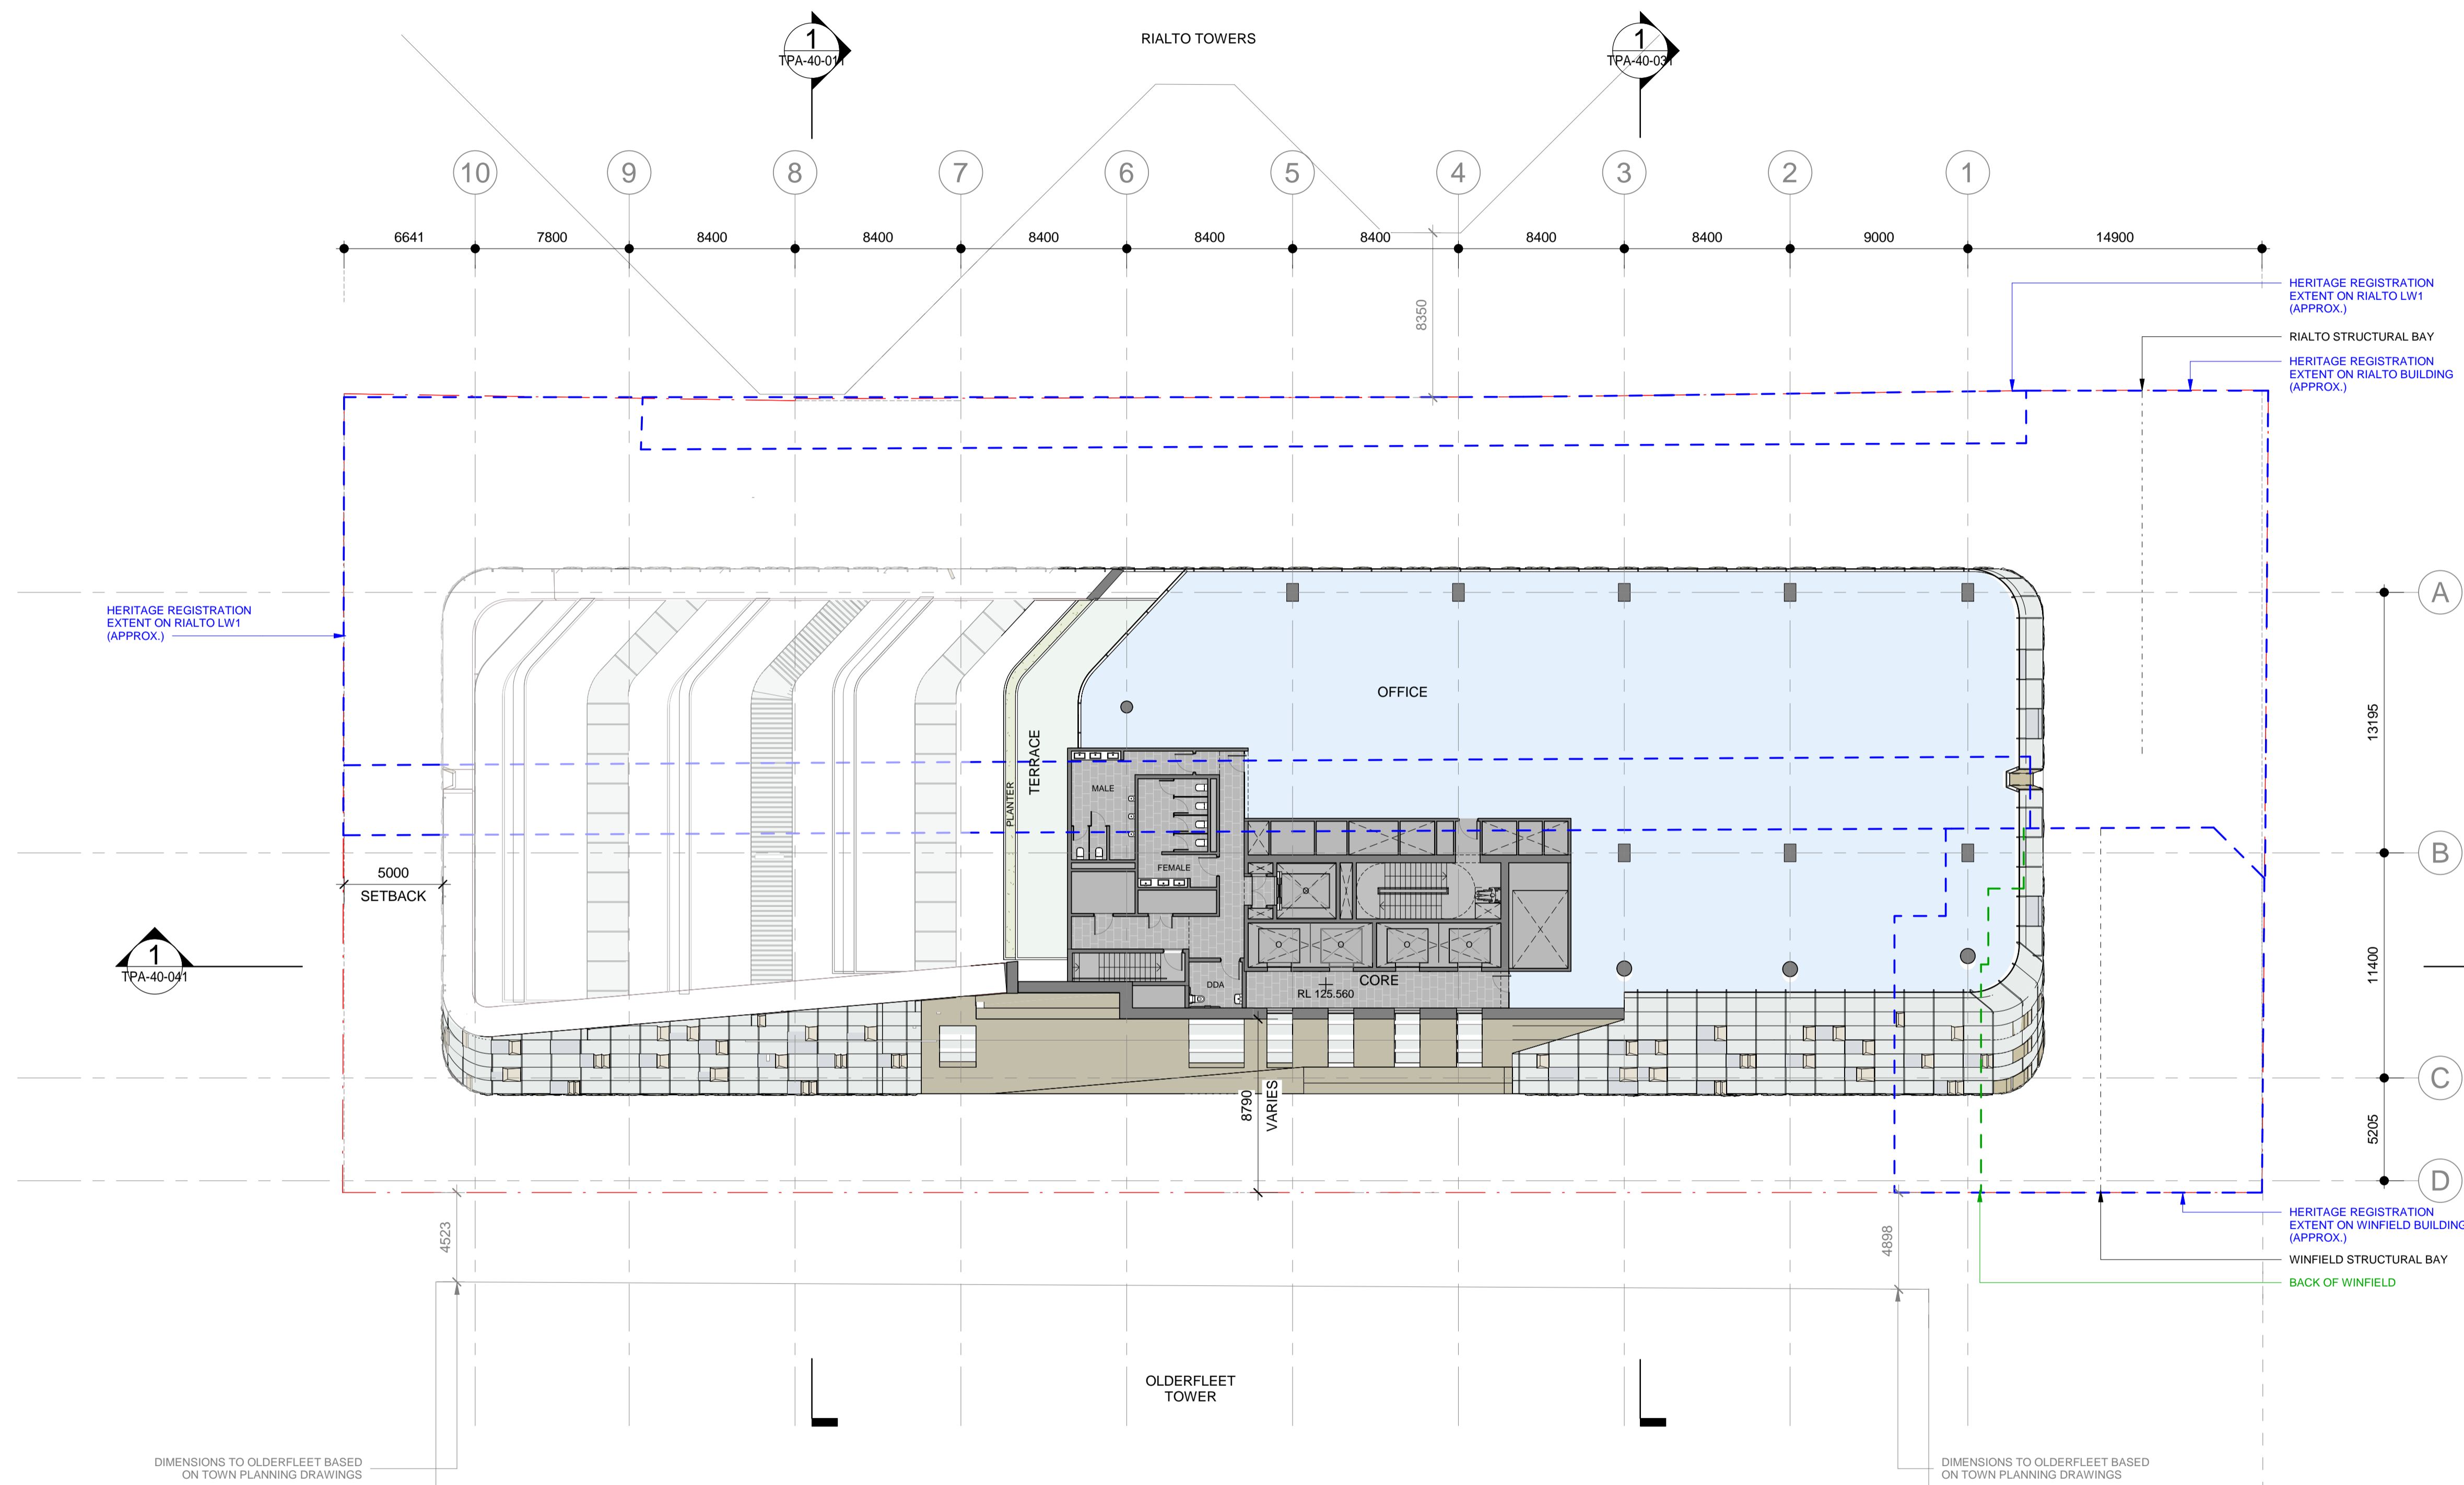 1
TPA-40-011
RIALTO TOWERS
1
TPA-40-031
10
9
8
7
6
5
4
3
2
1
6641
7800
8400
8400
8400
8400
8400
8400
8400
9000
14900
8350
HERITAGE REGISTRATION
EXTENT ON RIALTO LW1
(APPROX.)
RIALTO STRUCTURAL BAY
HERITAGE REGISTRATION
EXTENT ON RIALTO BUILDING
(APPROX.)
HERITAGE REGISTRATION
EXTENT ON RIALTO LW1
(APPROX.)
A
13195
B
11400
C
5205
D
OFFICE
TERRACE
PLANTER
MALE
FEMALE
DDA
CORE
RL 125.560
5000
SETBACK
1
TPA-40-041
8790
VARIES
4523
4898
HERITAGE REGISTRATION
EXTENT ON WINFIELD BUILDING
(APPROX.)
WINFIELD STRUCTURAL BAY
BACK OF WINFIELD
OLDERFLEET
TOWER
DIMENSIONS TO OLDERFLEET BASED
ON TOWN PLANNING DRAWINGS
DIMENSIONS TO OLDERFLEET BASED
ON TOWN PLANNING DRAWINGS